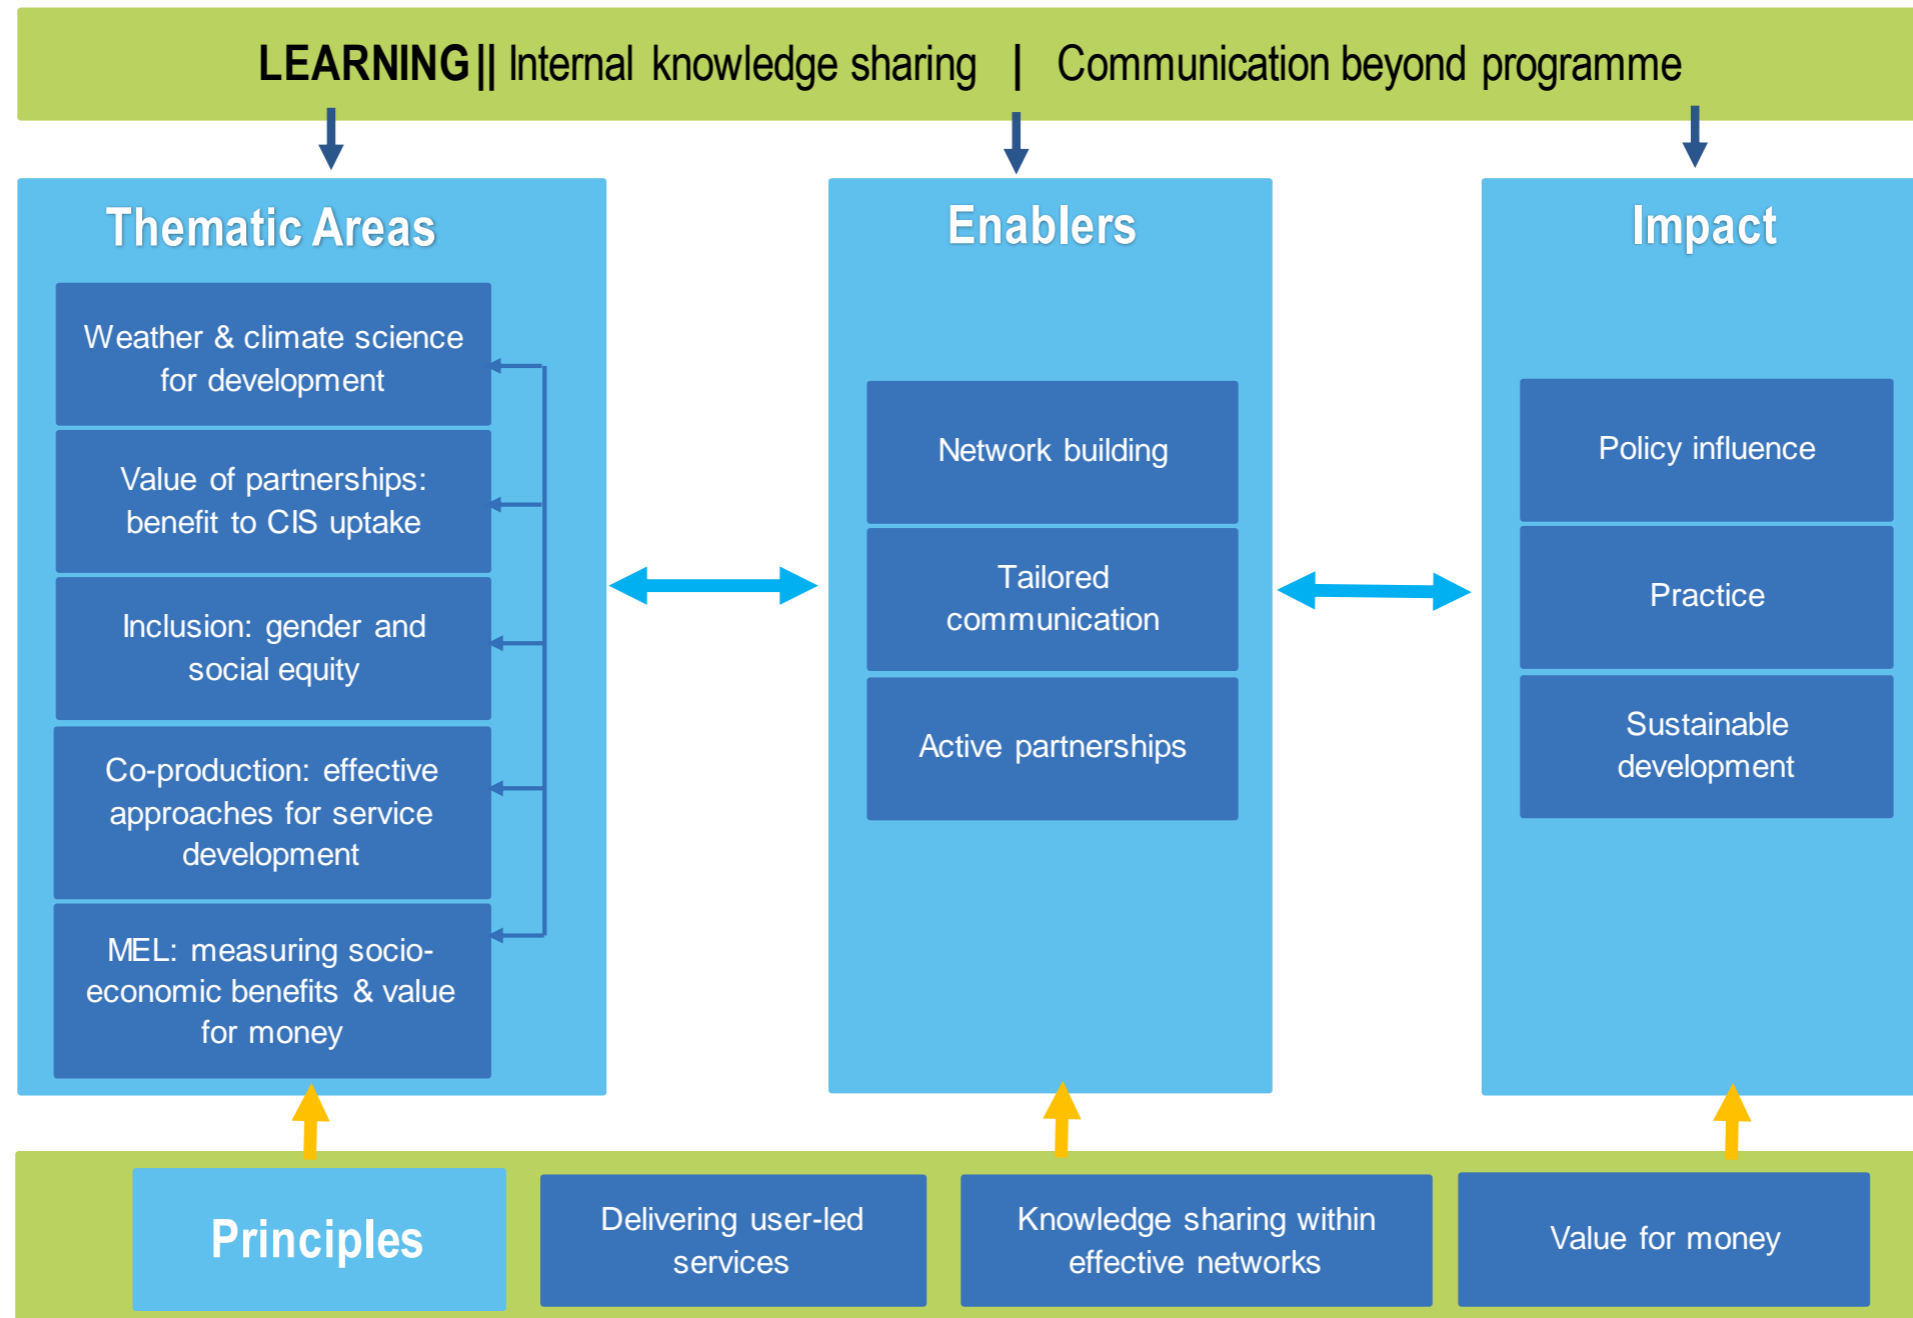 LEARNING|| Internal knowledge sharing | Communication beyond programme
Thematic Areas
Weather & climate science
for development
Value of partnerships:
benefit to CIS uptake
Inclusion: gender and
social equity
Co-production: effective
approaches for service
development
MEL: measuring socio-
economic benefits & value
for money
Enablers
Network building
Tailored
communication
Active partnerships
Impact
Policy influence
Practice
Sustainable
development
Principles
Delivering user-led
services
Knowledge sharing within
effective networks
Value for money